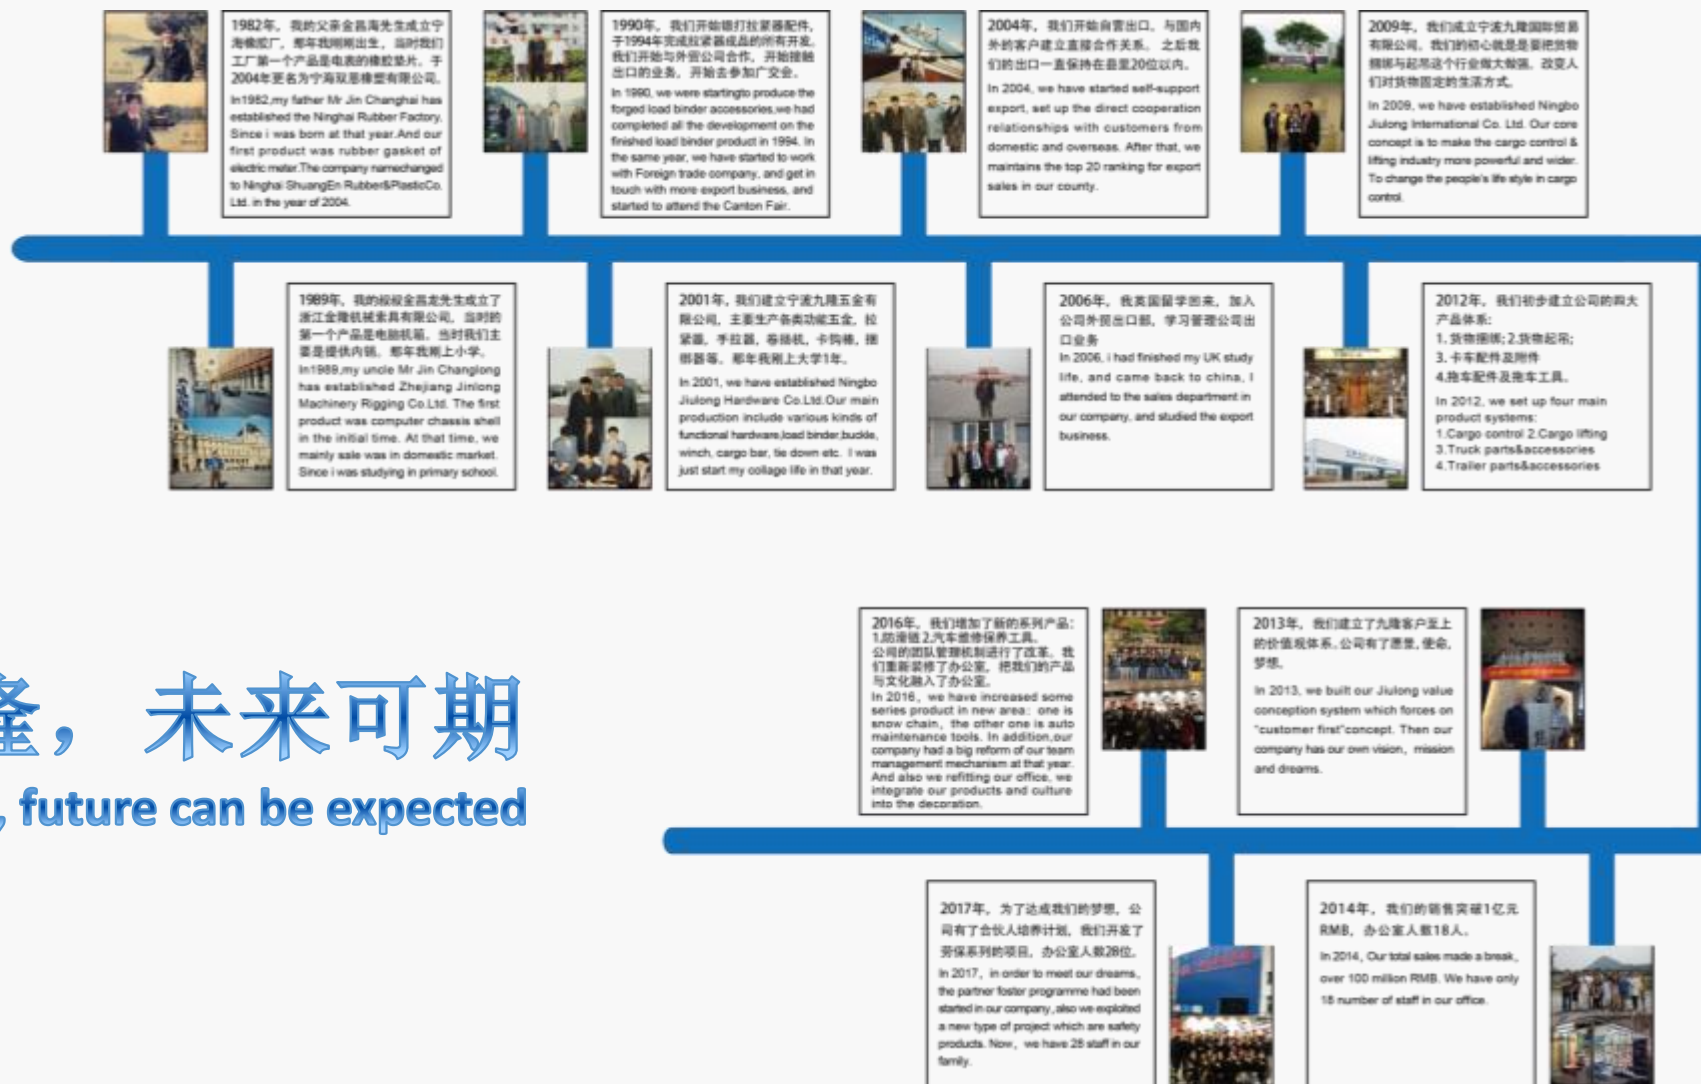 1982年，我的父亲金昌海先生成立宁
海橡胶厂，那年我刚刚出生，当时我们
工厂第一个产品是电表的橡胶垫片，于
2004年更名为宁海双恩橡塑有限公司。
In1982,my father Mr Jin Changhai has
established the Ninghai Rubber Factory.
Since i was born at that year.And our
first product was rubber gasket of
electric meter.The company namechanged
to Ninghai ShuangEn Rubber&PlasticCo.
Ltd. in the year of 2004.
1990年，我们开始锻打拉紧器配件，
于1994年完成拉紧器成品的所有开发，
我们开始与外贸公司合作，开始接触
出口的业务，开始去参加广交会。
In 1990, we were startingto produce the
forged load binder accessories,we had
completed all the development on the
finished load binder product in 1994. In
the same year, we have started to work
with Foreign trade company, and get in
touch with more export business, and
started to attend the Canton Fair.
2004年，我们开始自营出口，与国内
外的客户建立直接合作关系。之后我
们的出口一直保持在县里20位以内。
In 2004, we have started self-support
export, set up the direct cooperation
relationships with customers from
domestic and overseas. After that, we
maintains the top 20 ranking for export
sales in our county.
2009年，我们成立宁波九隆国际贸易
有限公司，我们的初心就是是要把货物
捆绑与起吊这个行业做大做强，改变人
们对货物固定的生活方式。
In 2009, we have established Ningbo
Jiulong International Co. Ltd. Our core
concept is to make the cargo control &
lifting industry more powerful and wider.
To change the people's life style in cargo
control.
1989年，我的叔叔金昌龙先生成立了
浙江金隆机械索具有限公司，当时的
第一个产品是电脑机箱，当时我们主
要是提供内销，那年我刚上小学。
In1989,my uncle Mr Jin Changlong
has established Zhejiang Jinlong
Machinery Rigging Co.Ltd. The first
product was computer chassis shell
in the initial time. At that time, we
mainly sale was in domestic market.
Since i was studying in primary school.
2001年，我们建立宁波九隆五金有
限公司，主要生产各类功能五金，拉
紧器，手拉器，卷扬机，卡钩棒，捆
绑器等，那年我刚上大学1年。
In 2001, we have established Ningbo
Jiulong Hardware Co.Ltd.Our main
production include various kinds of
functional hardware,load binder,buckle,
winch, cargo bar, tie down etc. I was
just start my collage life in that year.
2006年，我英国留学回来，加入
公司外贸出口部，学习管理公司出
口业务
In 2006, i had finished my UK study
life, and came back to china, I
attended to the sales department in
our company, and studied the export
business.
2012年，我们初步建立公司的四大
产品体系：
1.货物捆绑；2.货物起吊；
3.卡车配件及附件
4.拖车配件及拖车工具。
In 2012, we set up four main
product systems:
1.Cargo control 2.Cargo lifting
3.Truck parts&accessories
4.Trailer parts&accessories
隆，未来可期
, future can be expected
2016年，我们增加了新的系列产品：
1.防滑链2.汽车维修保养工具。
公司的团队管理机制进行了改革，我
们重新装修了办公室，把我们的产品
与文化融入了办公室。
In 2016，we have increased some
series product in new area：one is
snow chain，the other one is auto
maintenance tools. In addition,our
company had a big reform of our team
management mechanism at that year.
And also we refitting our office, we
integrate our products and culture
into the decoration.
2013年，我们建立了九隆客户至上
的价值观体系，公司有了愿景，使命，
梦想。
In 2013, we built our Jiulong value
conception system which forces on
"customer first"concept. Then our
company has our own vision，mission
and dreams.
2017年，为了达成我们的梦想，公
司有了合伙人培养计划，我们开发了
劳保系列的项目，办公室人数28位。
In 2017，in order to meet our dreams,
the partner foster programme had been
started in our company,also we exploited
a new type of project which are safety
products. Now，we have 28 staff in our
family.
2014年，我们的销售突破1亿元
RMB，办公室人数18人。
In 2014, Our total sales made a break,
over 100 million RMB. We have only
18 number of staff in our office.